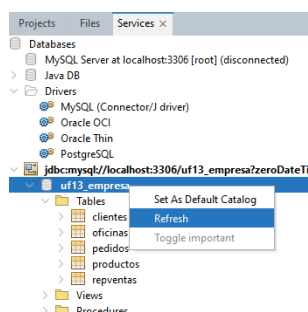 Projects Files Services ×
Databases
MySQL Server at localhost:3306 [root] (disconnected)
Java DB
Drivers
MySQL (Connector/J driver)
Oracle OCI
Oracle Thin
PostgreSQL
jdbc:mysql://localhost:3306/uf13_empresa?zeroDateTi
uf13_empresa
Set As Default Catalog
Tables
Refresh
clientes
Toggle important
oficinas
pedidos
productos
repventas
Views
Procedures